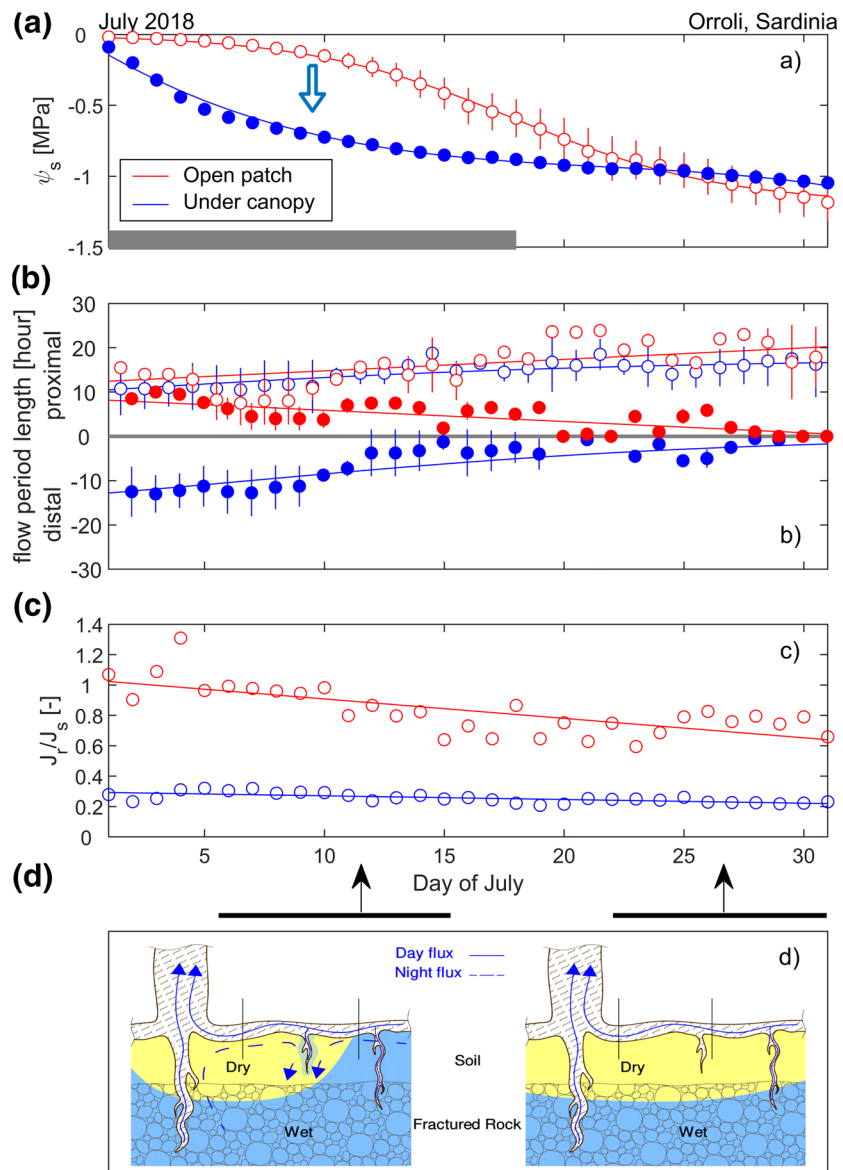 (a)
July 2018
Orroli, Sardinia
a)
0
-0.5
-1
-1.5
ψs [MPa]
Open patch
Under canopy
(b)
30
20
10
0
-10
-20
-30
flow period length [hour]
distal proximal
b)
(c)
1.4
1.2
1
0.8
0.6
0.4
0.2
0
Jr/Js [-]
c)
5 10 15 20 25 30
Day of July
(d)
d)
Day flux
Night flux
Dry
Wet
Soil
Fractured Rock
Dry
Wet